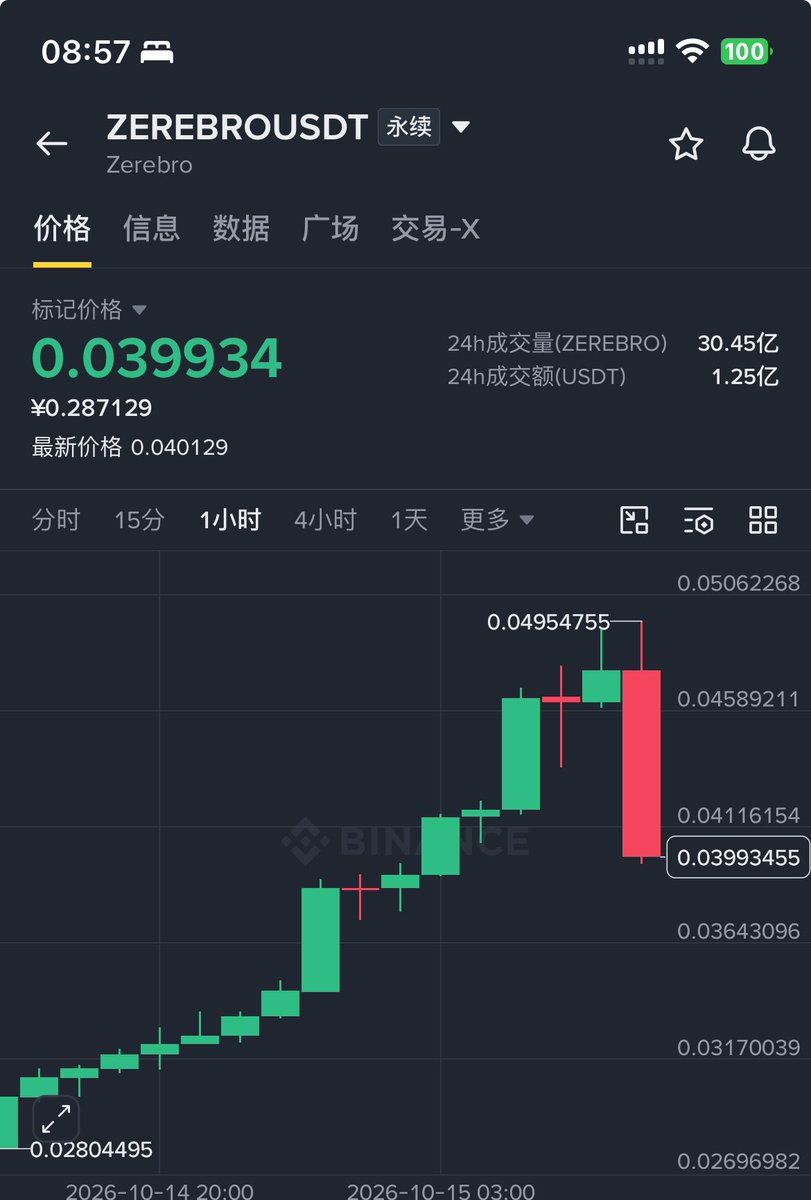 08:57
100
ZEREBROUSDT 永续
Zerebro
价格 信息 数据 广场 交易-X
标记价格
0.039934
¥0.287129
最新价格 0.040129
24h成交量(ZEREBRO) 30.45亿
24h成交额(USDT) 1.25亿
分时 15分 1小时 4小时 1天 更多
0.05062268
0.04954755
0.04589211
0.04116154
BINANCE
0.03993455
0.03643096
0.03170039
0.02804495
0.02696982
2026-10-14 20:00 2026-10-15 03:00